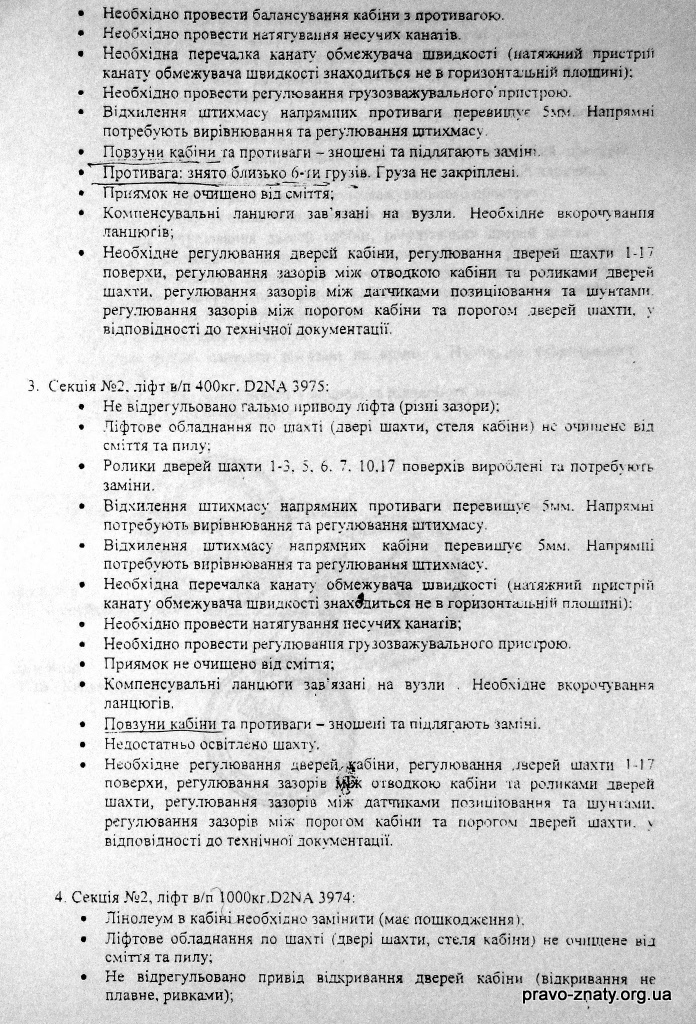 • Необхідно провести балансування кабіни з противагою.
• Необхідно провести натягування несучих канатів.
• Необхідна перечалка канату обмежувача швидкості (натяжний пристрій
канату обмежувача швидкості знаходиться не в горизонтальній площині);
• Необхідно провести регулювання грузозважувального пристрою.
• Відхилення штихмасу напрямних противаги перевищує 5мм. Напрямні
потребують вирівнювання та регулювання штихмасу.
• Повзуни кабіни та противаги – зношені та підлягають заміні.
• Противага: знято близько 6-ти грузів. Груза не закріплені.
• Приямок не очищено від сміття;
• Компенсувальні ланцюги зав'язані на вузли. Необхідне вкорочування
ланцюгів;
• Необхідне регулювання дверей кабіни, регулювання дверей шахти 1-17
поверхи, регулювання зазорів між отводкою кабіни та роликами дверей
шахти, регулювання зазорів між датчиками позиціювання та шунтами,
регулювання зазорів між порогом кабіни та порогом дверей шахти, у
відповідності до технічної документації.
3. Секція №2, ліфт в/п 400кг. D2NA 3975:
• Не відрегульовано гальмо приводу ліфта (різні зазори);
• Ліфтове обладнання по шахті (двері шахти, стеля кабіни) не очищене від
сміття та пилу;
• Ролики дверей шахти 1-3, 5, 6, 7, 10,17 поверхів вироблені та потребують
заміни.
• Відхилення штихмасу напрямних противаги перевищує 5мм. Напрямні
потребують вирівнювання та регулювання штихмасу.
• Відхилення штихмасу напрямних кабіни перевищує 5мм. Напрямні
потребують вирівнювання та регулювання штихмасу.
• Необхідна перечалка канату обмежувача швидкості (натяжний пристрій
канату обмежувача швидкості знаходиться не в горизонтальній площині);
• Необхідно провести натягування несучих канатів;
• Необхідно провести регулювання грузозважувального пристрою.
• Приямок не очищено від сміття;
• Компенсувальні ланцюги зав'язані на вузли . Необхідне вкорочування
ланцюгів.
• Повзуни кабіни та противаги – зношені та підлягають заміні.
• Недостатньо освітлено шахту.
• Необхідне регулювання дверей кабіни, регулювання дверей шахти 1-17
поверхи, регулювання зазорів між отводкою кабіни та роликами дверей
шахти, регулювання зазорів між датчиками позиціювання та шунтами,
регулювання зазорів між порогом кабіни та порогом дверей шахти, у
відповідності до технічної документації.
4. Секція №2, ліфт в/п 1000кг.D2NA 3974:
• Лінолеум в кабіні необхідно замінити (має пошкодження);
• Ліфтове обладнання по шахті (двері шахти, стеля кабіни) не очищене від
сміття та пилу;
• Не відрегульовано привід відкривання дверей кабіни (відкривання не
плавне, ривками);
pravo-znaty.org.ua